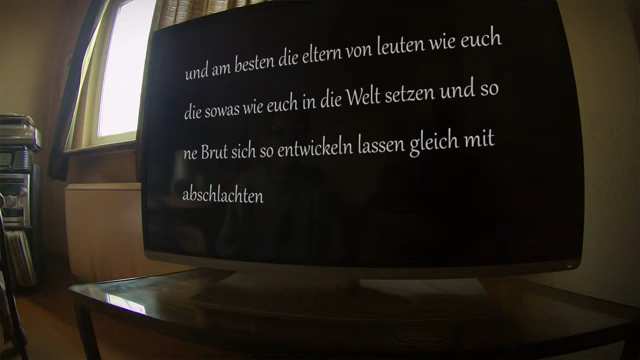 und am besten die eltern von leuten wie euch
die sowas wie euch in die Welt setzen und so
ne Brut sich so entwickeln lassen gleich mit
abschlachten